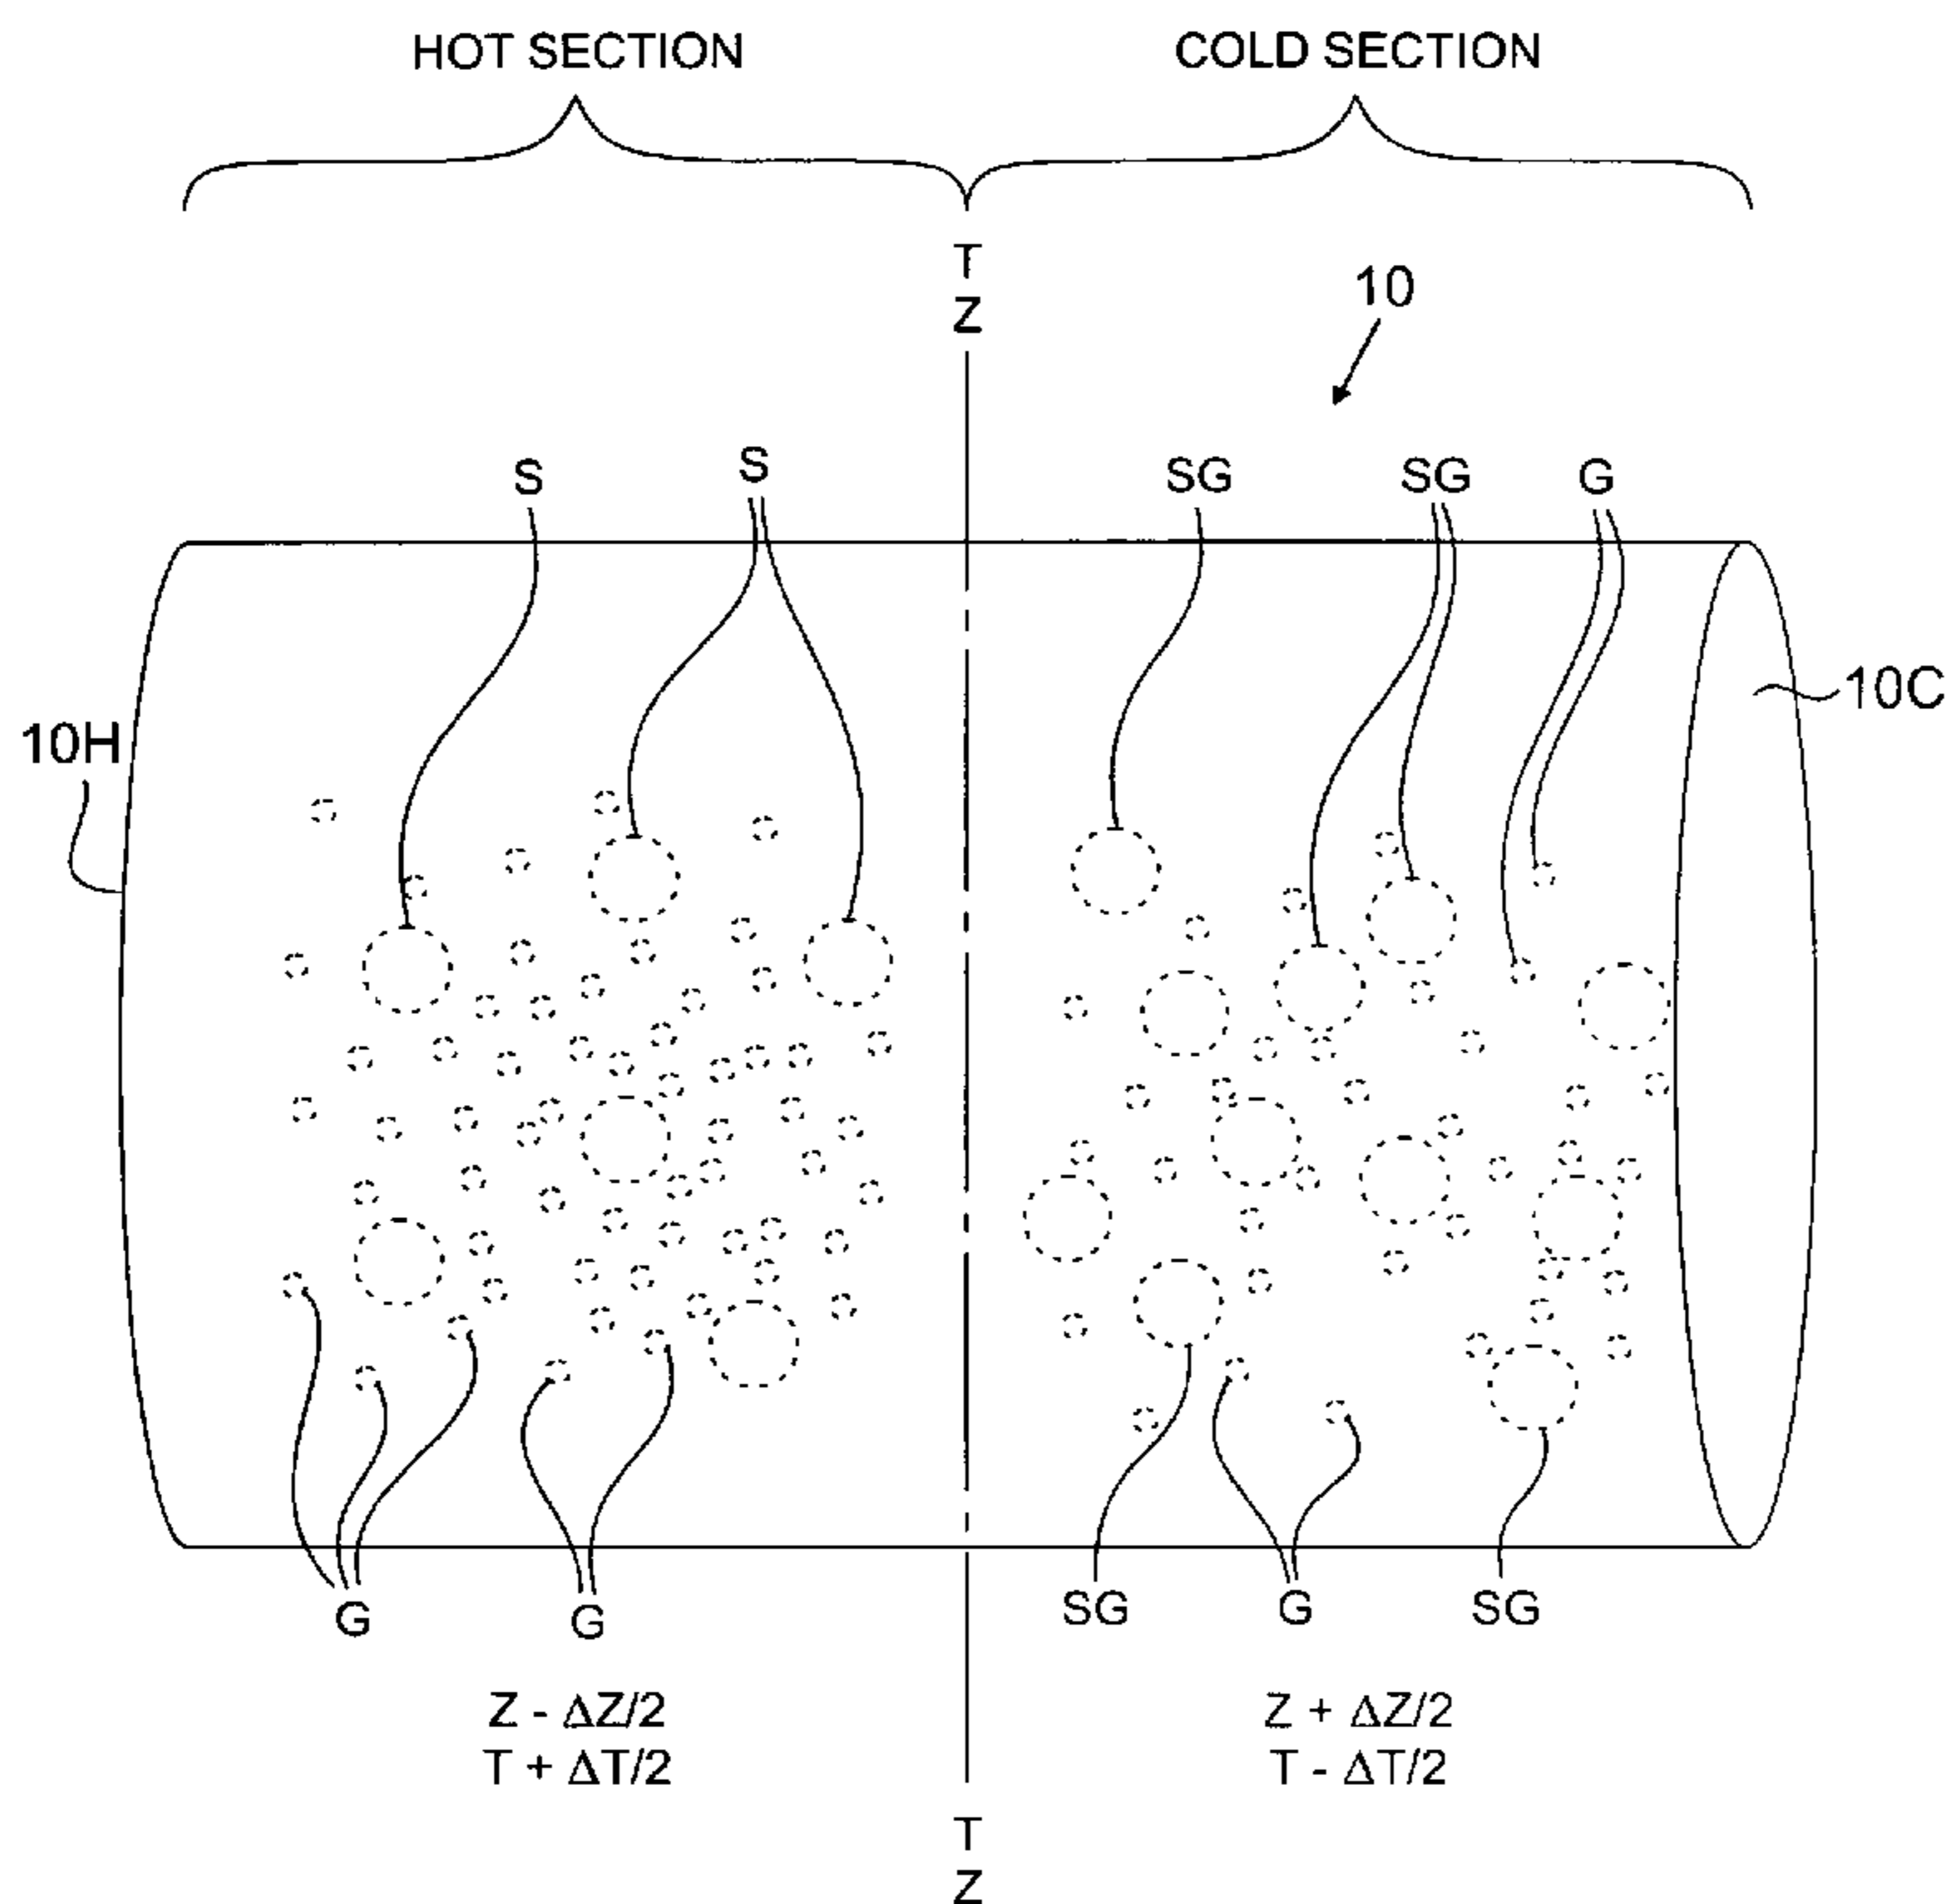 HOT SECTION
COLD SECTION
T
Z
10
S
S
SG
SG
G
10C
10H
G
G
SG
G
SG
Z - ΔZ/2
T + ΔT/2
Z + ΔZ/2
T - ΔT/2
T
Z